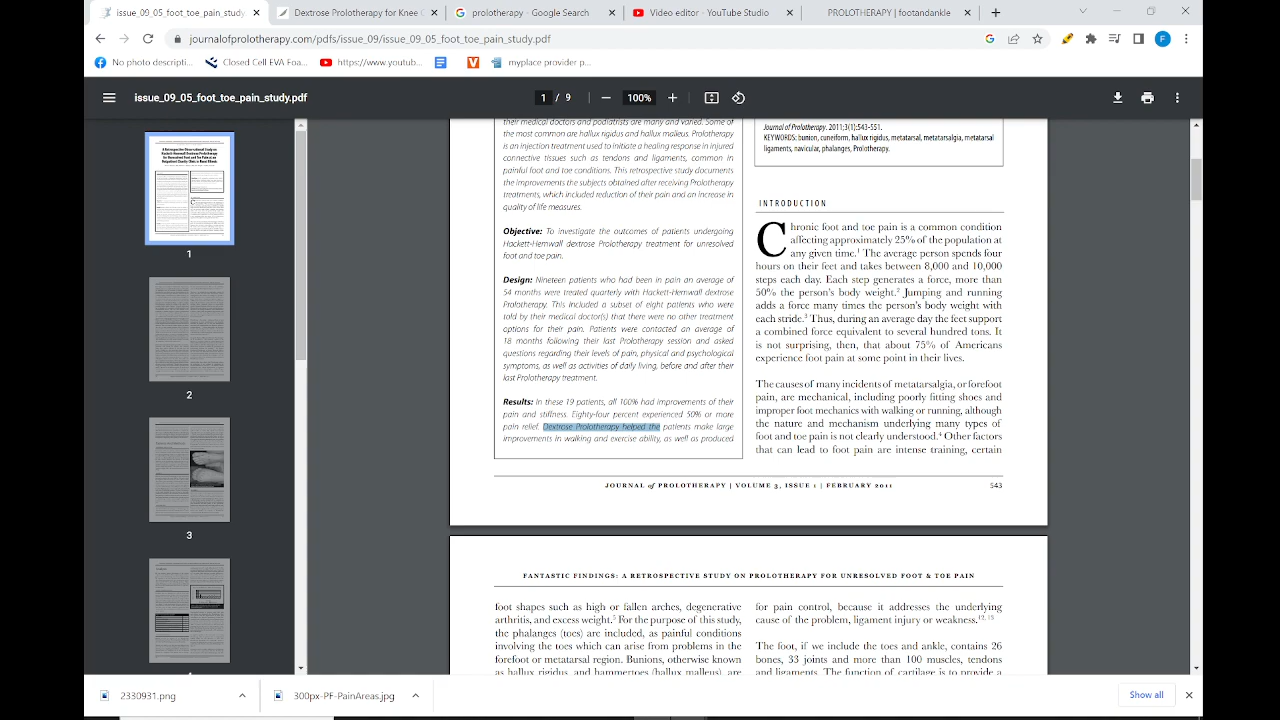 issue_09_05_foot_toe_pain_study.
Dextrose Prolotherapy for Knee O
prolotherapy - Google Search
Video editor - YouTube Studio
PROLOTHERAPY | footandankle
journalofprolotherapy.com/pdfs/issue_09/issue_09_05_foot_toe_pain_study.pdf
F
No photo descripti...
Closed Cell EVA Foa...
https://www.youtub...
myplace provider p...
issue_09_05_foot_toe_pain_study.pdf
1 / 9
100%
1
2
3
their medical doctors and podiatrists are many and varied. Some of
the most common are hallux rigidus and hallux malleus. Prolotherapy
is an injection treatment used to initiate a healing response in injured
connective tissues such as tendons and ligaments, common in
painful foot and toe conditions. This retrospective study documents
the improvements the subjects obtained after receiving Prolotherapy
treatments, which included reduction of their pain and an increase in
quality of life measures.
Objective: To investigate the outcomes of patients undergoing
Hackett-Hemwall dextrose Prolotherapy treatment for unresolved
foot and toe pain.
Design: Nineteen patients who had been in pain an average of
54 months were treated quarterly with Hackett-Hemwall dextrose
Prolotherapy. This included a subset of eight patients who were
told by their medical doctor(s) that there were no other treatment
options for their pain. Patients were contacted an average of
18 months following their last Prolotherapy session and asked
questions regarding their levels of pain, physical and psychological
symptoms, as well as activities of daily living, before and after their
last Prolotherapy treatment.
Results: In these 19 patients, all 100% had improvements of their
pain and stiffness. Eighty-four percent experienced 50% or more
pain relief. Dextrose Prolotherapy helped the patients make large
improvements in walking and exercise ability, as well as produced
Journal of Prolotherapy. 2011;3(1):543-551.
KEYWORDS: bunion, cuneiform, hallux rigidus, metatarsal, metatarsalgia, metatarsal
ligaments, navicular, phalanges, Prolotherapy.
INTRODUCTION
Chronic foot and toe pain is a common condition
affecting approximately 25% of the population at
any given time.1 The average person spends four
hours on their feet and takes between 8,000 and 10,000
steps each day. Each step generates a force, more than
50% the person's body weight.2 Jumping and running
adds a force many times the person's body weight with
each stride.3 Thus, during an average day the feet support
a combined force equivalent to several hundred tons. It
is not surprising, then, that about 75% of Americans
experience foot pain at some point in their lives.
The causes of many incidents of metatarsalgia, or forefoot
pain, are mechanical, including poorly fitting shoes and
improper foot mechanics with walking or running, although
the nature and mechanism underlying many types of
foot and toe pain is not clearly understood.4 Other factors
that can lead to foot pain are intense training, certain
JOURNAL of PROLOTHERAPY | VOLUME 3, ISSUE 1 | FEBRUARY 2011
543
FANTASTIC FINDINGS: A RETROSPECTIVE STUDY ON PROLOTHERAPY FOR UNRESOLVED FOOT & TOE PAIN
foot shapes such as high arches, arthritis, degenerative
arthritis, and excess weight.5 For the purpose of this study,
the phalanges (toes) are included as painful conditions
involving structures which can arise from problems in the
forefoot or metatarsal region. Bunions, otherwise known
as hallux rigidus, and hammertoes (hallux malleus), are
for pain control, however, addresses the underlying
cause of the problem, ligament injury or weakness.12, 13
The foot, if we include the toes and ankle, contains 26
bones, 33 joints and more than 100 muscles, tendons
and ligaments. The function of cartilage is to provide a
2330931.png
300px-PF-PainAreas.jpg
Show all